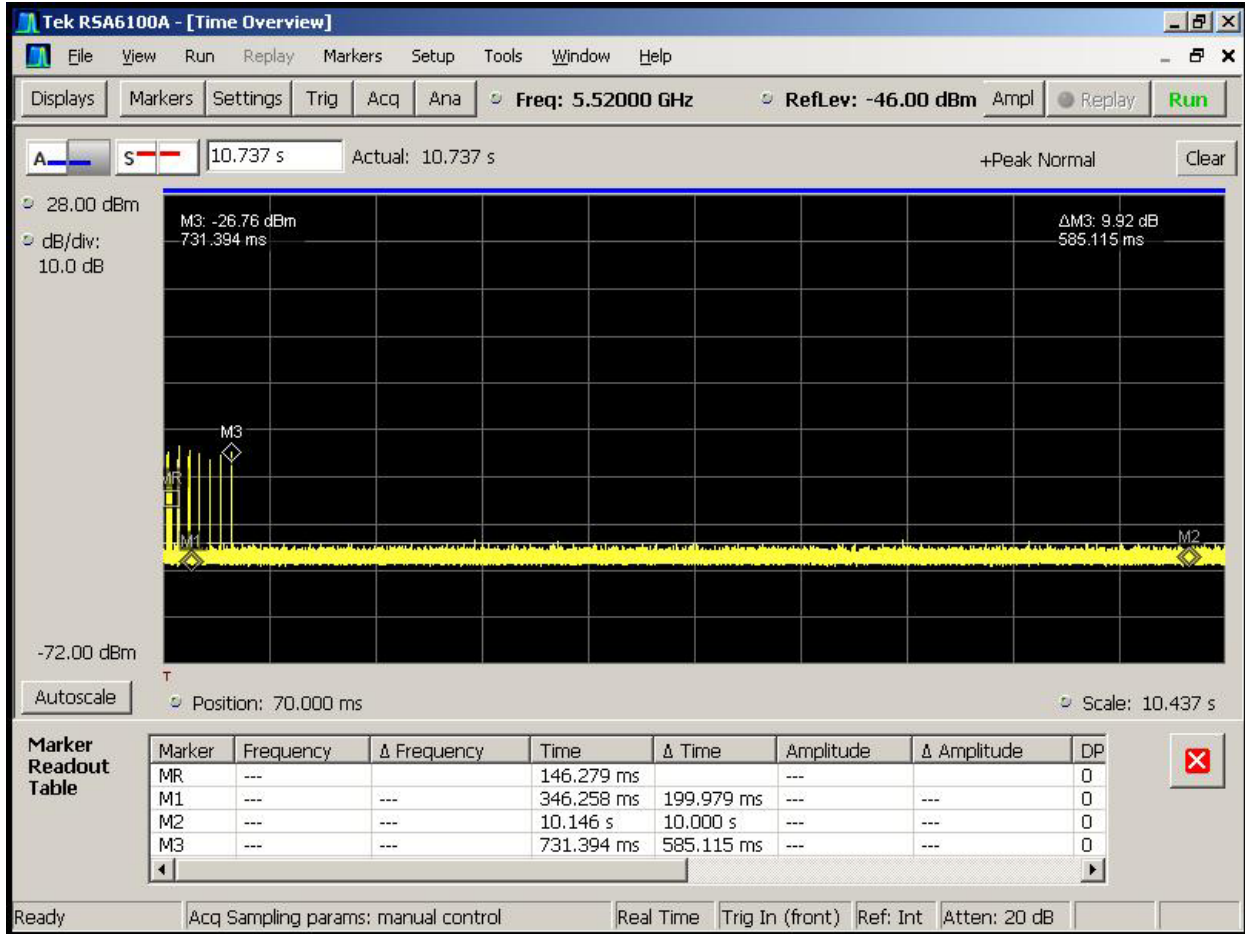 Tek RSA6100A - [Time Overview]
File View Run Replay Markers Setup Tools Window Help
Displays Markers Settings Trig Acq Ana Freq: 5.52000 GHz RefLev: -46.00 dBm Ampl Replay Run
A S 10.737 s Actual: 10.737 s +Peak Normal Clear
28.00 dBm
dB/div:
10.0 dB
M3: -26.76 dBm
731.394 ms
ΔM3: 9.92 dB
585.115 ms
M3
MR
M1
M2
-72.00 dBm
T
Autoscale Position: 70.000 ms Scale: 10.437 s
Marker Readout Table
Marker Frequency Δ Frequency Time Δ Time Amplitude Δ Amplitude DP
MR --- 146.279 ms --- 0
M1 --- --- 346.258 ms 199.979 ms --- --- 0
M2 --- --- 10.146 s 10.000 s --- --- 0
M3 --- --- 731.394 ms 585.115 ms --- --- 0
Ready Acq Sampling params: manual control Real Time Trig In (front) Ref: Int Atten: 20 dB